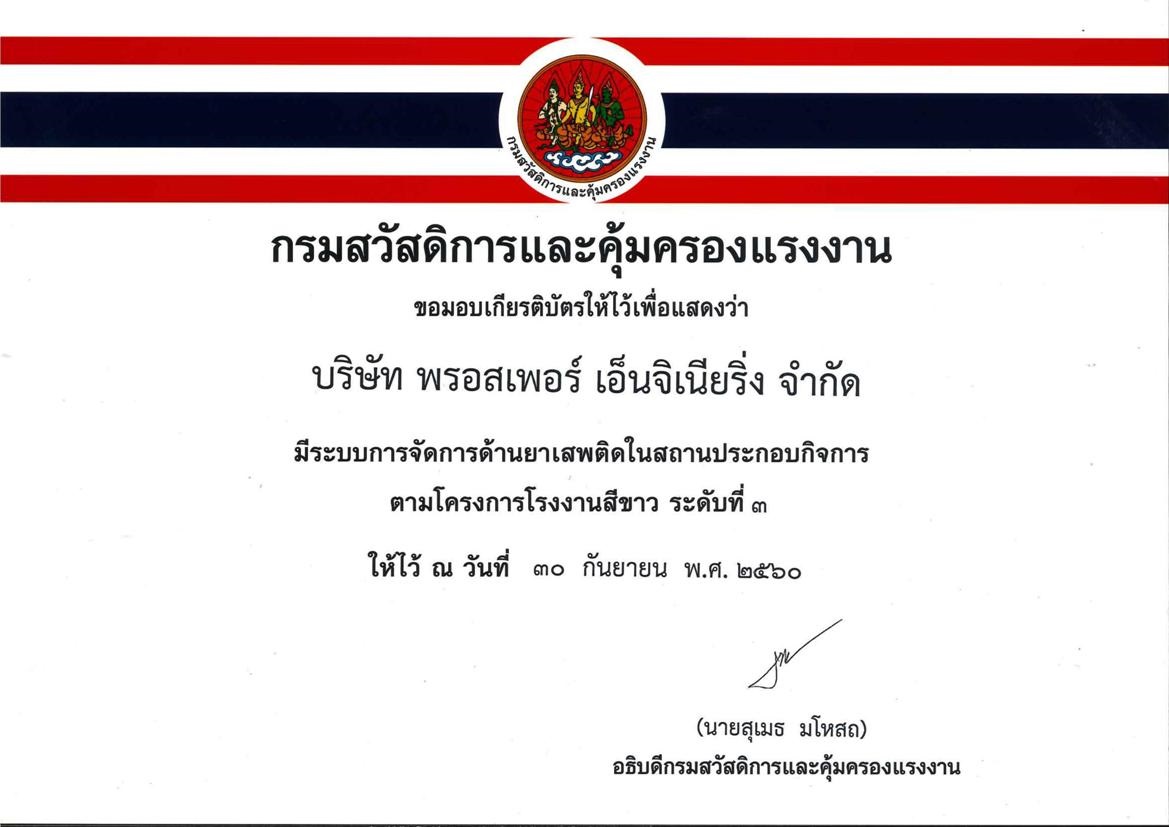 กรมสวัสดิการและคุ้มครองแรงงาน
กรมสวัสดิการและคุ้มครองแรงงาน
ขอมอบเกียรติบัตรให้ไว้เพื่อแสดงว่า
บริษัท พรอสเพอร์ เอ็นจิเนียริ่ง จำกัด
มีระบบการจัดการด้านยาเสพติดในสถานประกอบกิจการ
ตามโครงการโรงงานสีขาว ระดับที่ ๓
ให้ไว้ ณ วันที่ ๓๐ กันยายน พ.ศ. ๒๕๖๐
(นายสุเมธ มโหสถ)
อธิบดีกรมสวัสดิการและคุ้มครองแรงงาน